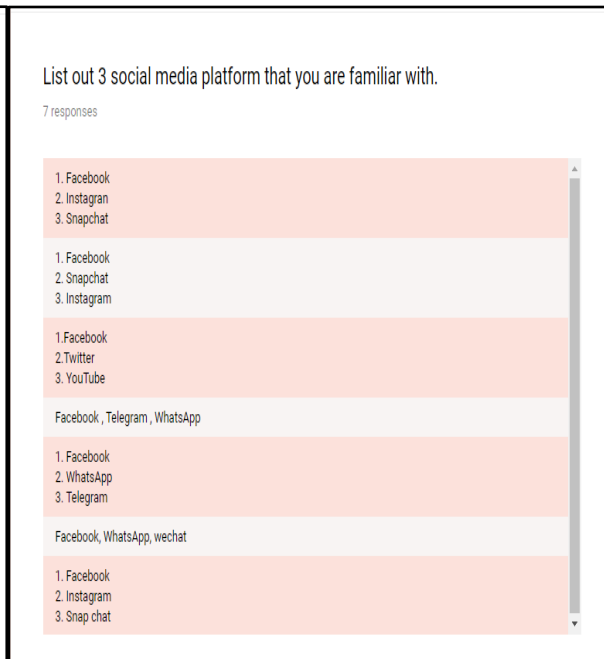 List out 3 social media platform that you are familiar with.
7 responses
1. Facebook
2. Instagran
3. Snapchat
1. Facebook
2. Snapchat
3. Instagram
1.Facebook
2.Twitter
3. YouTube
Facebook , Telegram , WhatsApp
1. Facebook
2. WhatsApp
3. Telegram
Facebook, WhatsApp, wechat
1. Facebook
2. Instagram
3. Snap chat